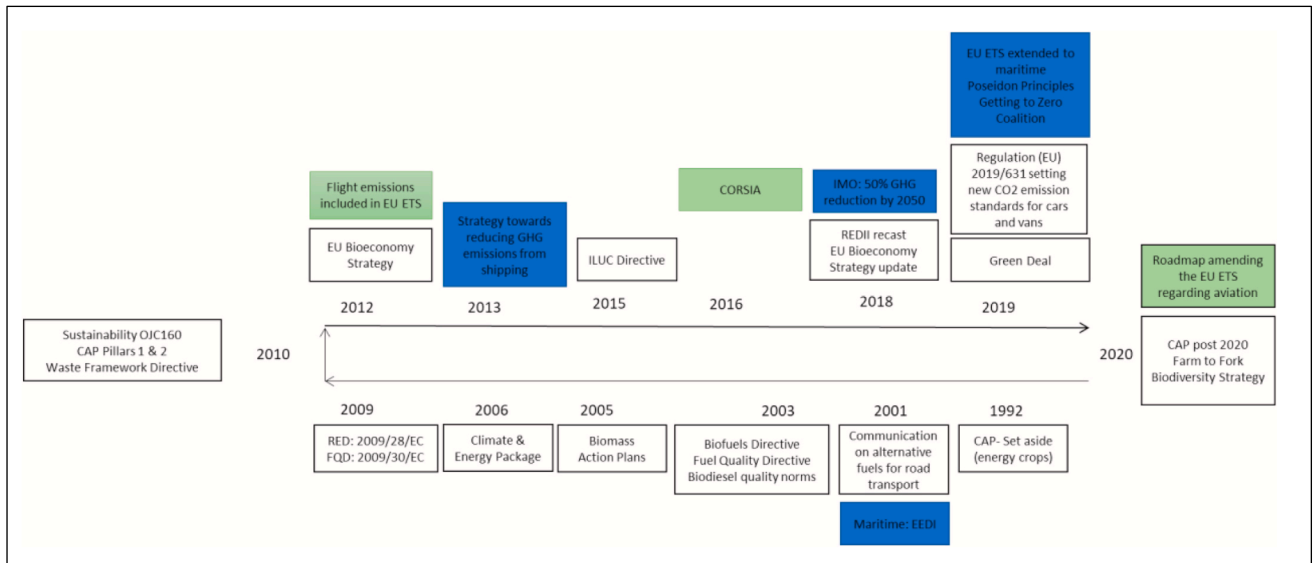 EU ETS extended to
maritime
Poseidon Principles
Getting to Zero
Coalition
Flight emissions
included in EU ETS
EU Bioeconomy
Strategy
Strategy towards
reducing GHG
emissions from
shipping
ILUC Directive
CORSIA
IMO: 50% GHG
reduction by 2050
REDII recast
EU Bioeconomy
Strategy update
Regulation (EU)
2019/631 setting
new CO2 emission
standards for cars
and vans
Green Deal
Roadmap amending
the EU ETS
regarding aviation
2012 2013 2015 2016 2018 2019
Sustainability OJC160
CAP Pillars 1 & 2
Waste Framework Directive
2010
2020
CAP post 2020
Farm to Fork
Biodiversity Strategy
2009 2006 2005 2003 2001 1992
RED: 2009/28/EC
FQD: 2009/30/EC
Climate &
Energy Package
Biomass
Action Plans
Biofuels Directive
Fuel Quality Directive
Biodiesel quality norms
Communication
on alternative
fuels for road
transport
CAP- Set aside
(energy crops)
Maritime: EEDI